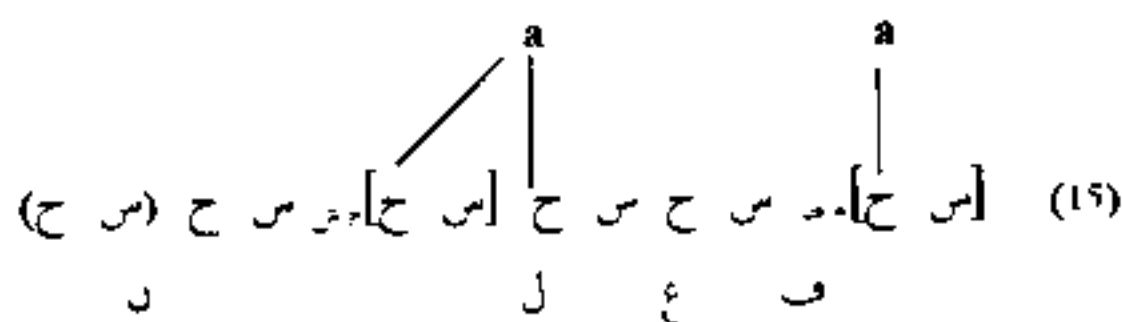 a a
(15) [س ح] س ح س ح [س ح] س ح (س ح)
ف ع ل